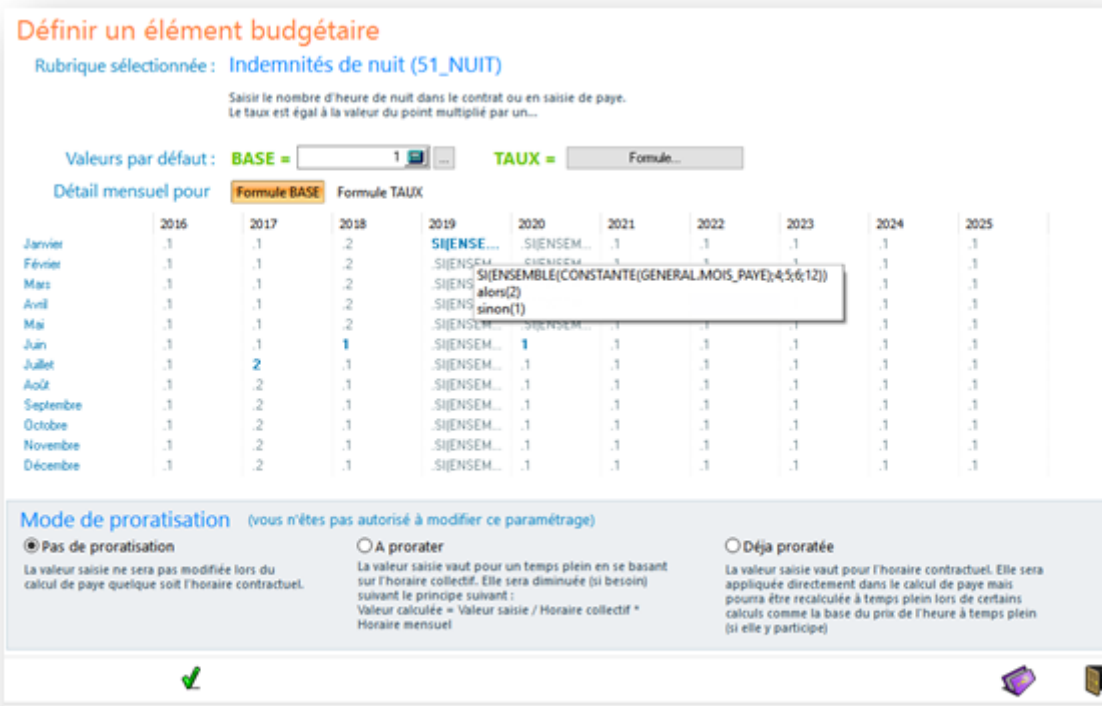 Définir un élément budgétaire
Rubrique sélectionnée : Indemnités de nuit (51_NUIT)
Saisir le nombre d'heure de nuit dans le contrat ou en saisie de paye.
Le taux est égal à la valeur du point multiplié par un...
Valeurs par défaut : BASE = 1 ... TAUX = Formule...
Détail mensuel pour Formule BASE Formule TAUX
2016 2017 2018 2019 2020 2021 2022 2023 2024 2025
Janvier .1 .1 .2 SI(ENSE... .SI(ENSEM... .1 .1 .1 .1 .1
Février .1 .1 .2 .SI(ENSEM... .SI(ENSEM... .1 .1 .1 .1 .1
SI(ENSEMBLE(CONSTANTE(GENERAL.MOIS_PAYE);4;5;6;12))
alors(2)
sinon(1)
Mars .1 .1 .2 .SI(ENS .1 .1
Avril .1 .1 .2 .SI(ENS .1 .1
Mai .1 .1 .2 .SI(ENSEM... .SI(ENSEM... .1 .1 .1 .1 .1
Juin .1 .1 1 .SI(ENSEM... 1 .1 .1 .1 .1 .1
Juillet .1 2 .1 .SI(ENSEM... .1 .1 .1 .1 .1 .1
Août .1 .2 .1 .SI(ENSEM... .1 .1 .1 .1 .1 .1
Septembre .1 .2 .1 .SI(ENSEM... .1 .1 .1 .1 .1 .1
Octobre .1 .2 .1 .SI(ENSEM... .1 .1 .1 .1 .1 .1
Novembre .1 .2 .1 .SI(ENSEM... .1 .1 .1 .1 .1 .1
Décembre .1 .2 .1 .SI(ENSEM... .1 .1 .1 .1 .1 .1
Mode de proratisation (vous n'êtes pas autorisé à modifier ce paramétrage)
Pas de proratisation
La valeur saisie ne sera pas modifiée lors du
calcul de paye quelque soit l'horaire contractuel.
A prorater
La valeur saisie vaut pour un temps plein en se basant
sur l'horaire collectif. Elle sera diminuée (si besoin)
suivant le principe suivant :
Valeur calculée = Valeur saisie / Horaire collectif *
Horaire mensuel
Déja proratée
La valeur saisie vaut pour l'horaire contractuel. Elle sera
appliquée directement dans le calcul de paye mais
pourra être recalculée à temps plein lors de certains
calculs comme la base du prix de l'heure à temps plein
(si elle y participe)